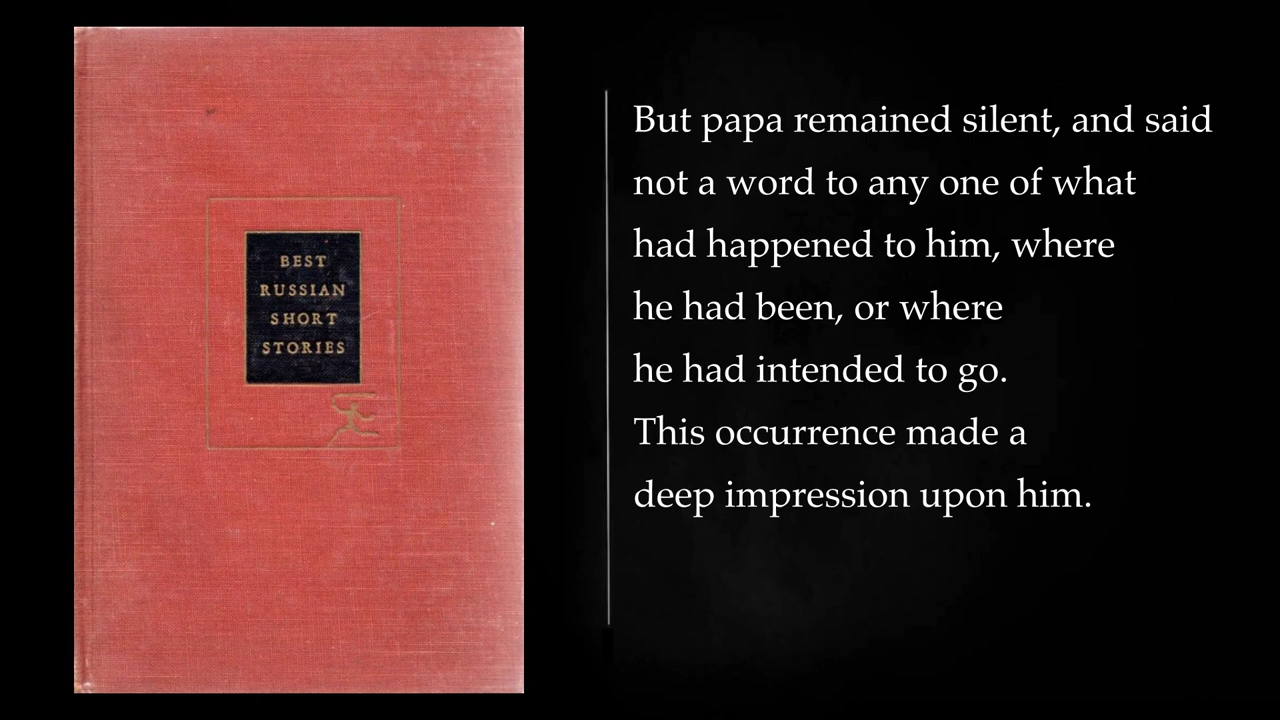 BEST
RUSSIAN
SHORT
STORIES
But papa remained silent, and said
not a word to any one of what
had happened to him, where
he had been, or where
he had intended to go.
This occurrence made a
deep impression upon him.